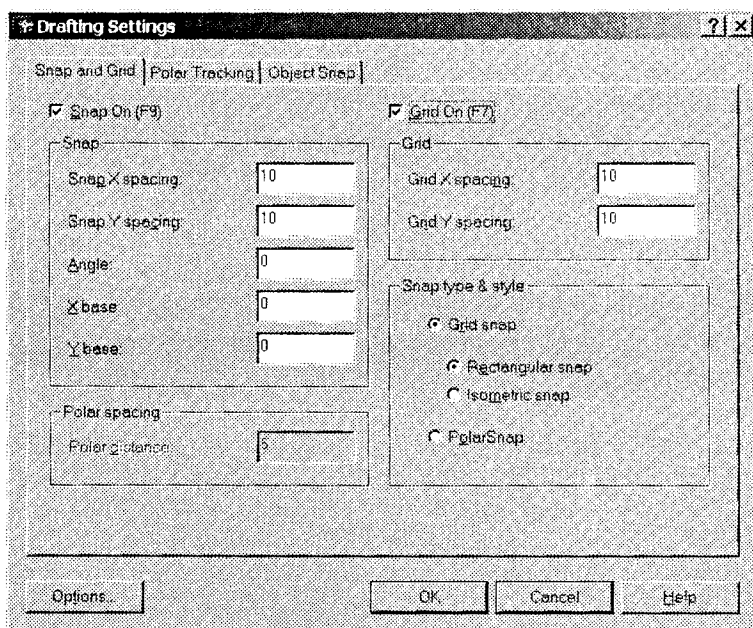 Drafting Settings
Snap and Grid
Polar Tracking
Object Snap
Snap On (F9)
Snap
Snap X spacing: 10
Snap Y spacing: 10
Angle: 0
X base: 0
Y base: 0
Polar spacing
Polar distance:
Grid On (F7)
Grid
Grid X spacing: 10
Grid Y spacing: 10
Snap type & style
Grid snap
Rectangular snap
Isometric snap
PolarSnap
Options...
OK
Cancel
Help